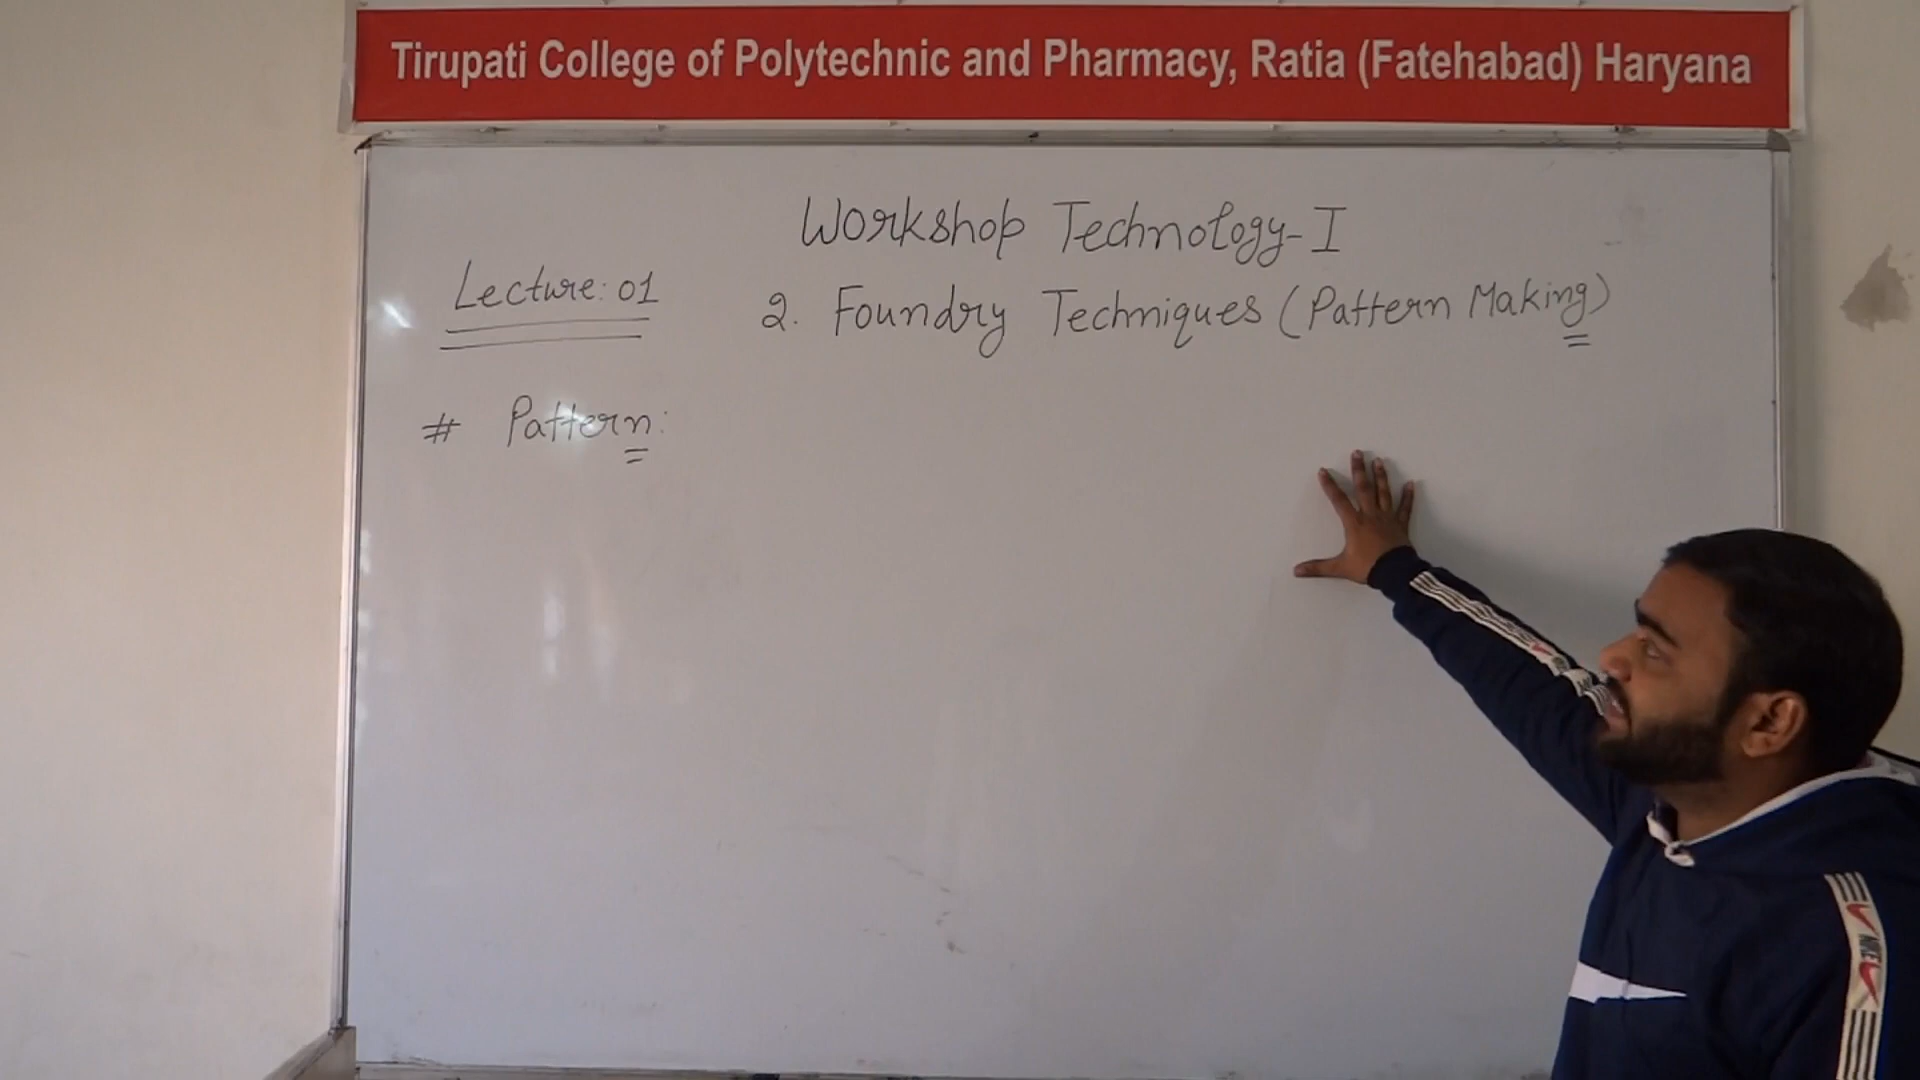 Tirupati College of Polytechnic and Pharmacy, Ratia (Fatehabad) Haryana
Workshop Technology-I
Lecture: 01
2. Foundry Techniques (Pattern Making)
# Pattern:
NIKE